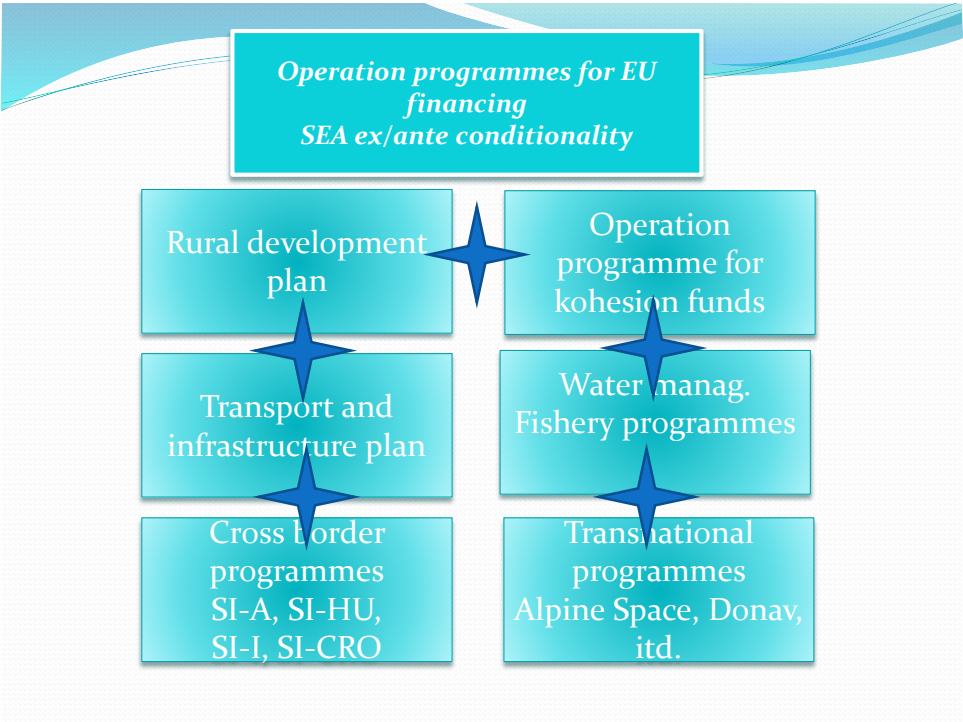 Operation programmes for EU
financing
SEA ex/ante conditionality
Rural development
plan
Operation
programme for
kohesion funds
Transport and
infrastructure plan
Water manag.
Fishery programmes
Cross border
programmes
SI-A, SI-HU,
SI-I, SI-CRO
Transnational
programmes
Alpine Space, Donav,
itd.